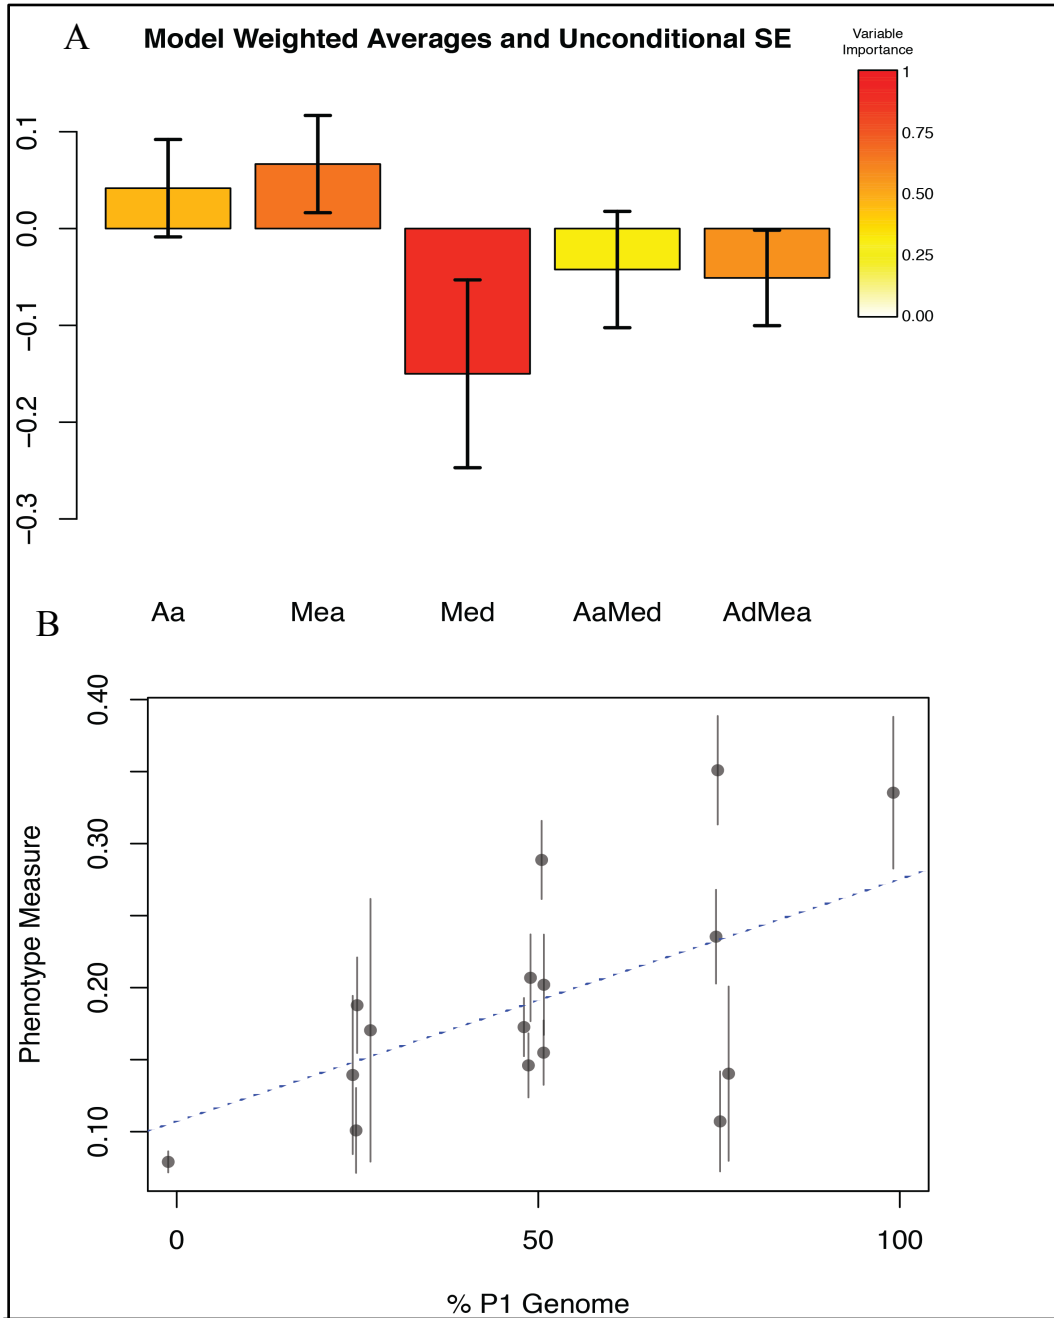 A
Model Weighted Averages and Unconditional SE
Variable
Importance
1
0.75
0.50
0.25
0.00
0.1
0.0
−0.1
−0.2
−0.3
Aa Mea Med AaMed AdMea
B
Phenotype Measure
0.40
0.30
0.20
0.10
0 50 100
% P1 Genome